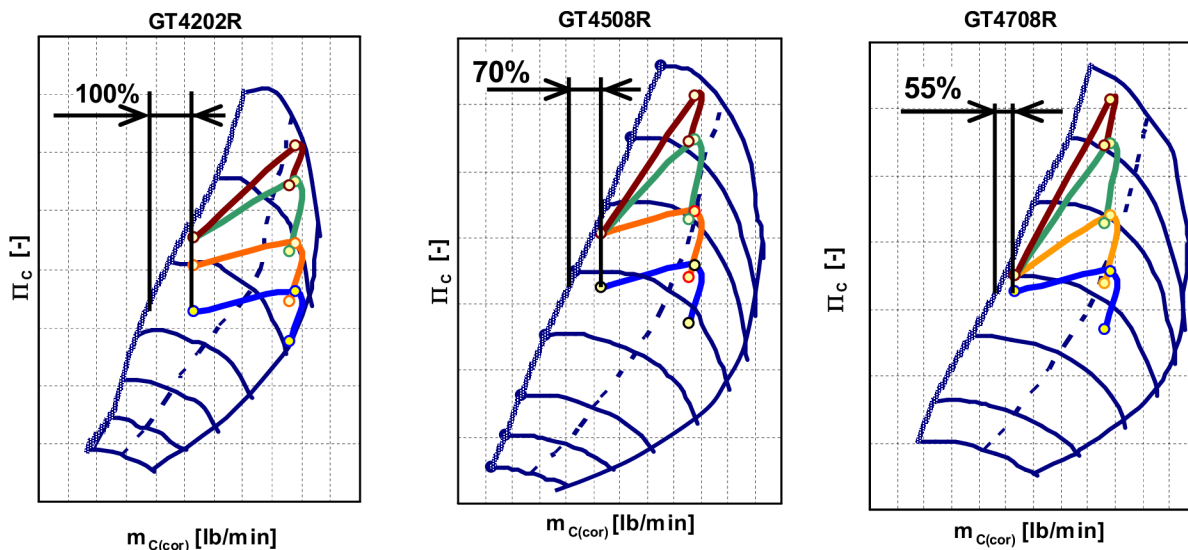 GT4202R
GT4508R
GT4708R
100%
70%
55%
Π_C [-]
Π_C [-]
Π_C [-]
m_C(cor) [lb/min]
m_C(cor) [lb/min]
m_C(cor) [lb/min]